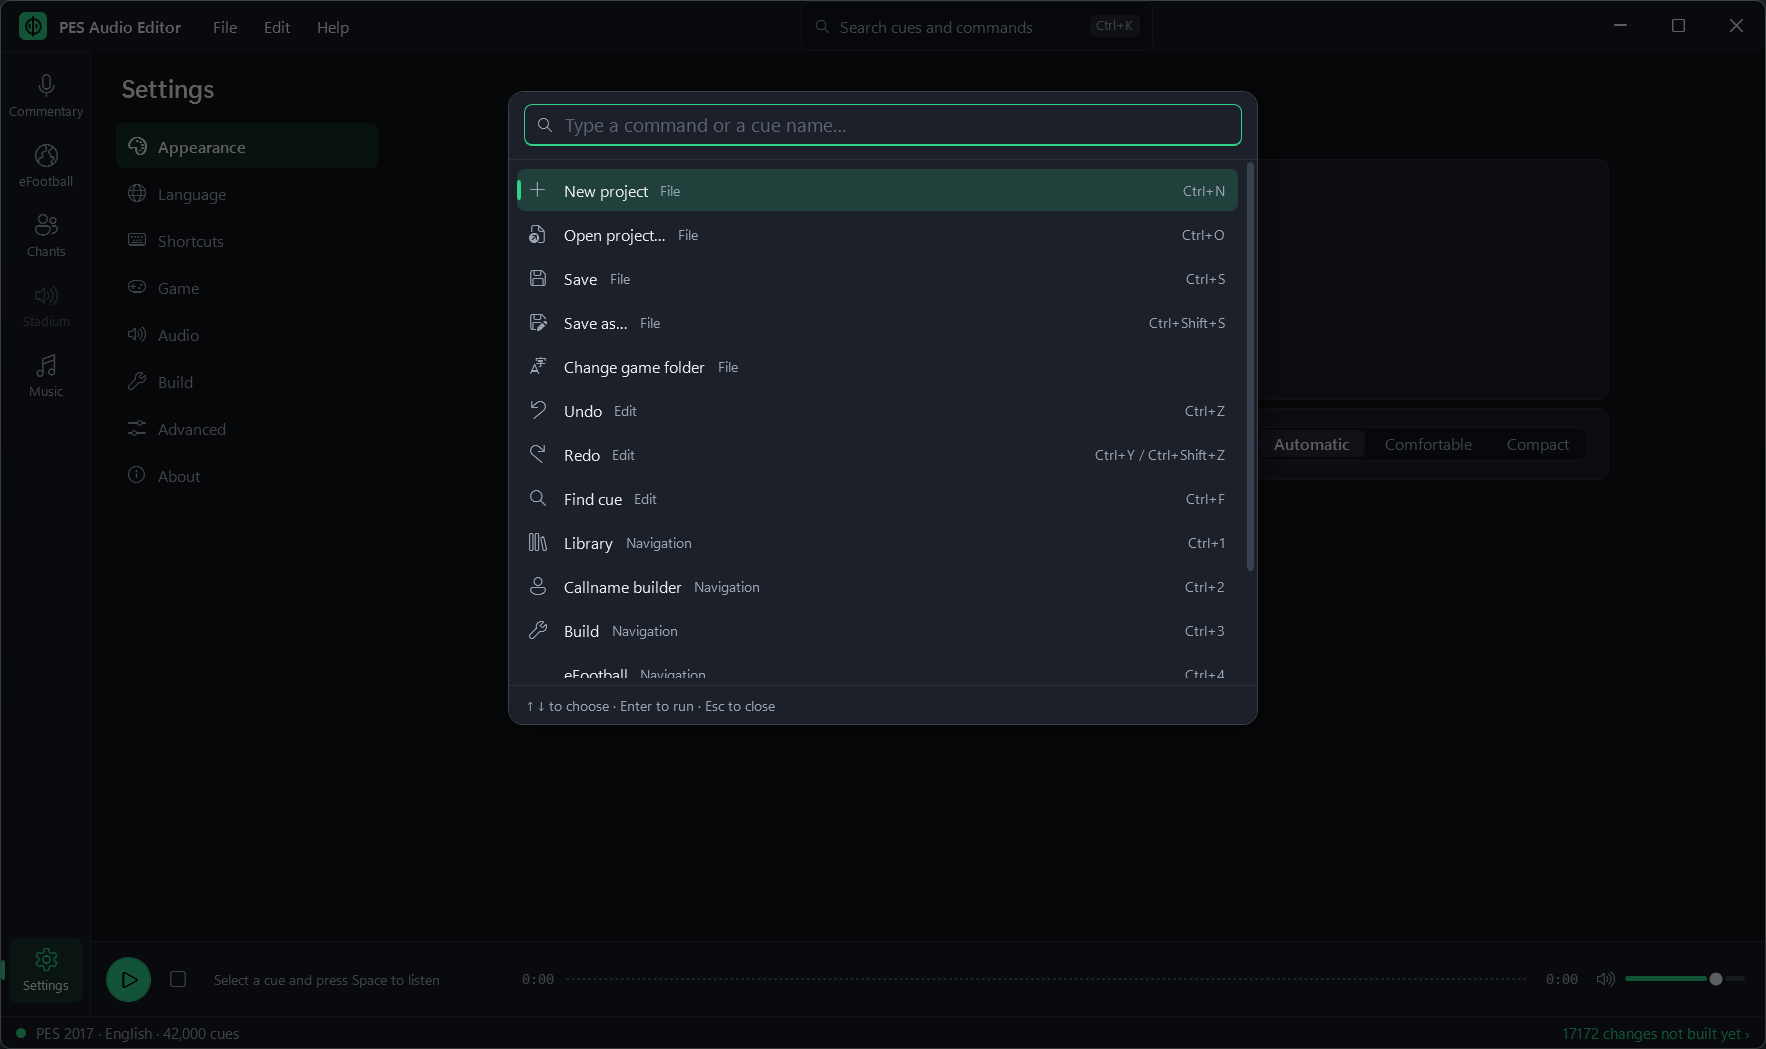 PES Audio Editor File Edit Help Search cues and commands Ctrl+K
Commentary
eFootball
Chants
Stadium
Music
Settings
Settings
Appearance
Language
Shortcuts
Game
Audio
Build
Advanced
About
Type a command or a cue name...
New project File Ctrl+N
Open project... File Ctrl+O
Save File Ctrl+S
Save as... File Ctrl+Shift+S
Change game folder File
Undo Edit Ctrl+Z
Redo Edit Ctrl+Y / Ctrl+Shift+Z
Find cue Edit Ctrl+F
Library Navigation Ctrl+1
Callname builder Navigation Ctrl+2
Build Navigation Ctrl+3
eFootball Navigation Ctrl+4
↑ ↓ to choose · Enter to run · Esc to close
Automatic Comfortable Compact
Select a cue and press Space to listen 0:00 0:00
PES 2017 · English · 42,000 cues 17172 changes not built yet ›